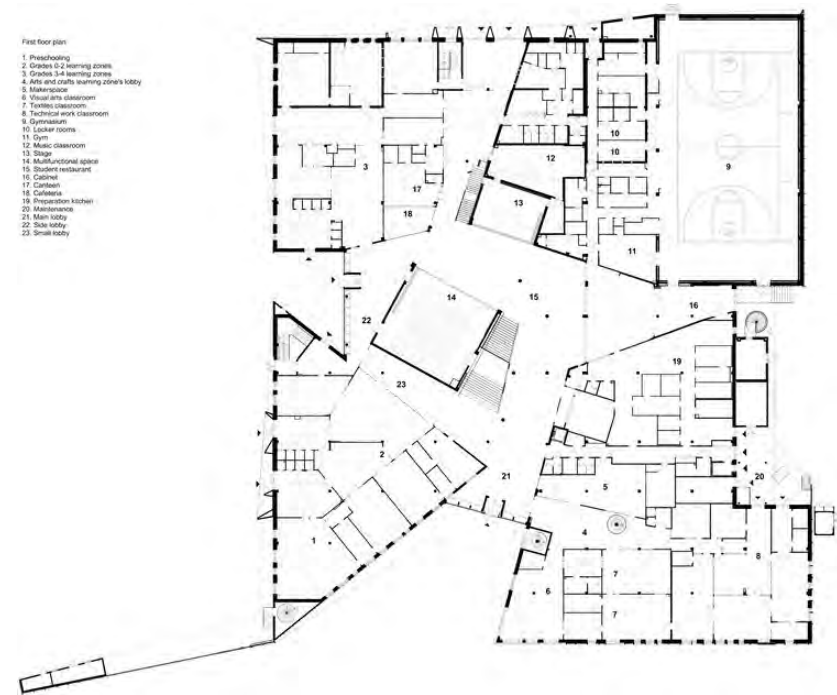 First floor plan
1. Preschooling
2. Grades 0-2 learning zones
3. Grades 3-4 learning zones
4. Arts and crafts learning zone's lobby
5. Makerspace
6. Visual arts classroom
7. Textiles classroom
8. Technical work classroom
9. Gymnasium
10. Locker rooms
11. Gym
12. Music classroom
13. Stage
14. Multifunctional space
15. Student restaurant
16. Cabinet
17. Canteen
18. Cafeteria
19. Preparation kitchen
20. Maintenance
21. Main lobby
22. Side lobby
23. Small lobby
10
12
10
3
9
17
13
18
11
14
15
16
22
19
23
2
21
20
5
4
1
8
7
6
7